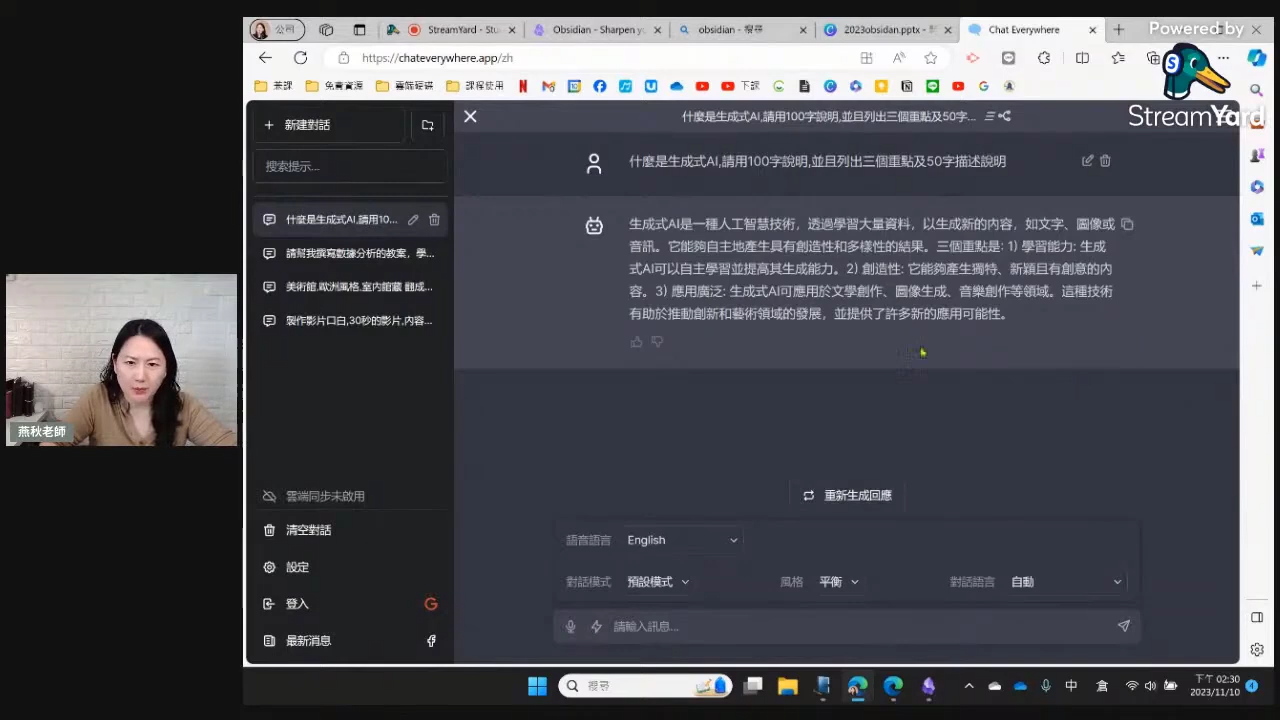 公司
StreamYard - Stu
Obsidian - Sharpen y
obsidian - 搜尋
2023obsidan.pptx -
Chat Everywhere
Powered by
StreamYard
https://chateverywhere.app/zh
免費資源
雲端硬碟
課程使用
下課
新建對話
搜索提示...
什麼是生成式AI,請用10...
請幫我撰寫數據分析的教案，學...
美術館,歐洲風格,室內館藏 翻成...
製作影片口白,30秒的影片,內容...
雲端同步未啟用
清空對話
設定
登入
最新消息
什麼是生成式AI,請用100字說明,並且列出三個重點及50字...
什麼是生成式AI,請用100字說明,並且列出三個重點及50字描述說明
生成式AI是一種人工智慧技術，透過學習大量資料，以生成新的內容，如文字、圖像或
音訊。它能夠自主地產生具有創造性和多樣性的結果。三個重點是: 1) 學習能力: 生成
式AI可以自主學習並提高其生成能力。2) 創造性: 它能夠產生獨特、新穎且有創意的內
容。3) 應用廣泛: 生成式AI可應用於文學創作、圖像生成、音樂創作等領域。這種技術
有助於推動創新和藝術領域的發展，並提供了許多新的應用可能性。
重新生成回應
語音語言 English
對話模式 預設模式 風格 平衡 對話語言 自動
請輸入訊息...
燕秋老師
搜尋
中
下午 02:30
2023/11/10
4